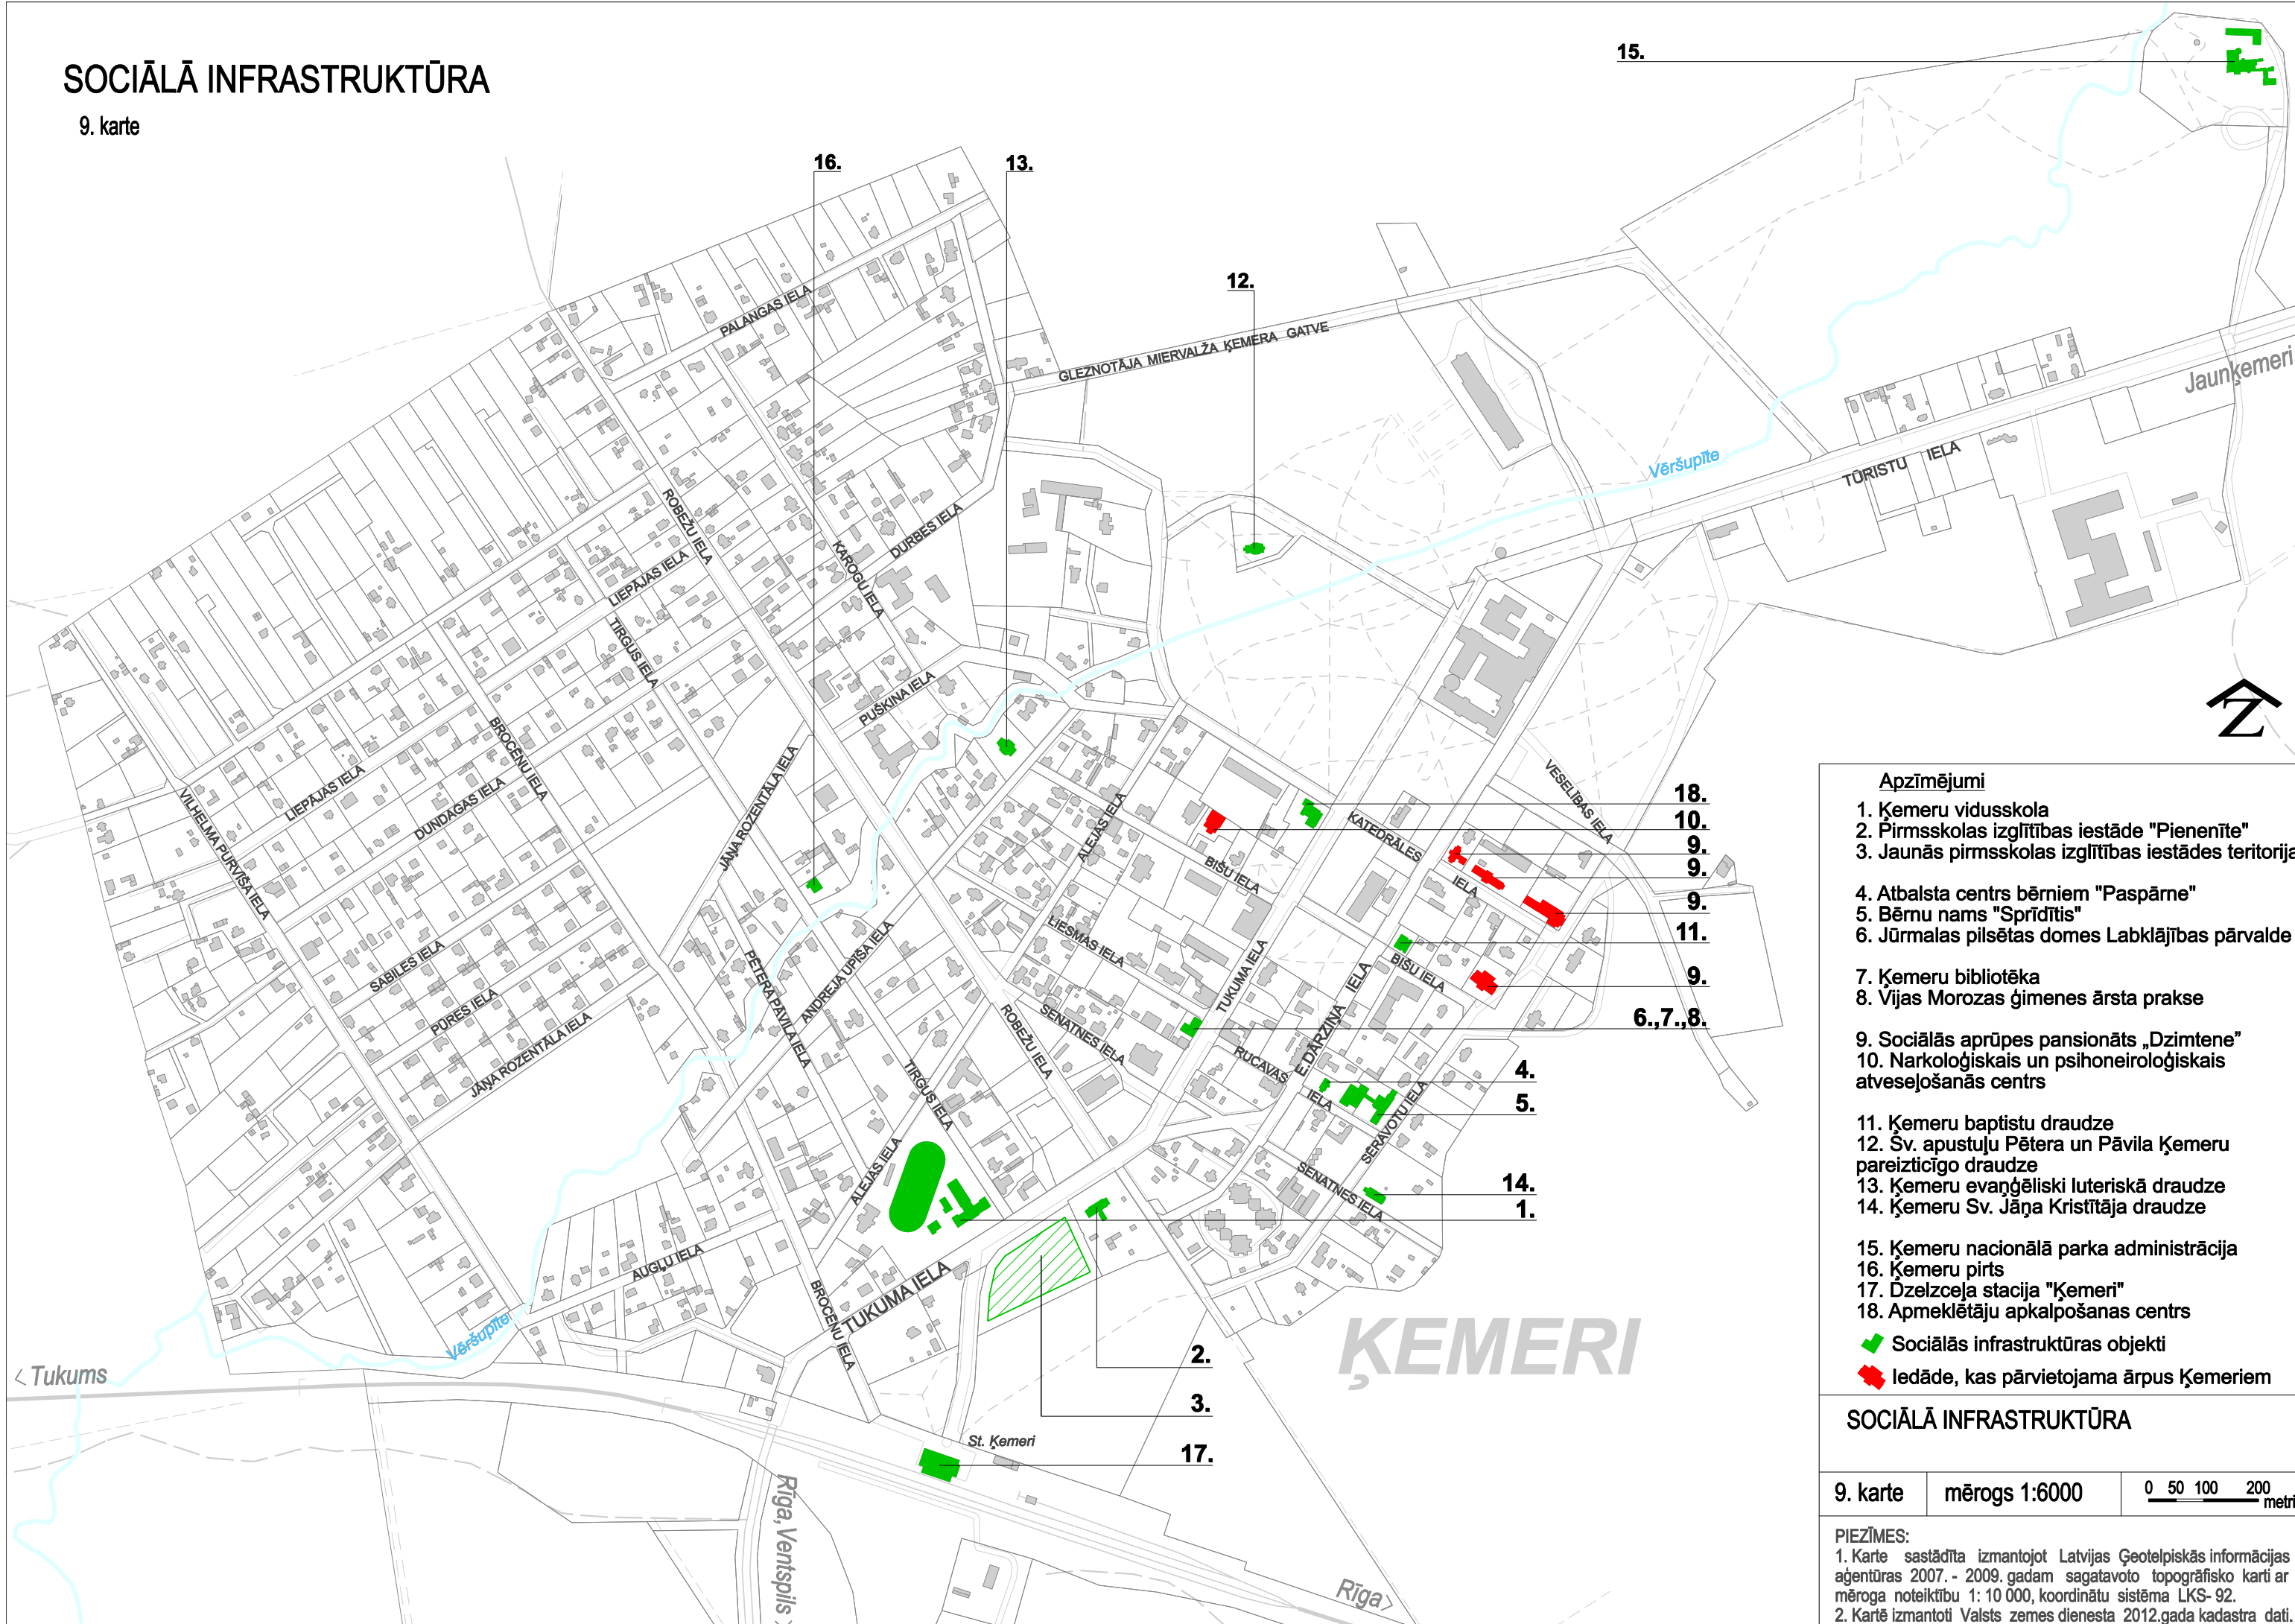 SOCIĀLĀ INFRASTRUKTŪRA
9. karte
15.
16.
13.
12.
PALANGAS IELA
GLEZNOTĀJA MIERVALŽA ĶEMERA GATVE
Jaunķemeri
Vēršupīte
TŪRISTU IELA
ROBEŽU IELA
KAROGU IELA
DURBES IELA
LIEPĀJAS IELA
TIRGUS IELA
PUŠKINA IELA
BROCĒNU IELA
JĀŅA ROZENTĀLA IELA
LIEPĀJAS IELA
DUNDAGAS IELA
VILHELMA PURVĪŠA IELA
ALEJAS IELA
VESELĪBAS IELA
KATEDRĀLES
IELA
18.
10.
9.
9.
9.
11.
9.
6.,7.,8.
BIŠU IELA
BIŠU IELA
LIESMAS IELA
TUKUMA IELA
E.DĀRZIŅA IELA
SABILES IELA
PŪRES IELA
JĀŅA ROZENTĀLA IELA
PĒTERA PĀVILA IELA
ANDREJA UPĪŠA IELA
ROBEŽU IELA
SENATNES IELA
RUCAVAS
IELA
SĒRAVOTU IELA
4.
5.
TIRGUS IELA
ALEJAS IELA
SENATNES IELA
14.
1.
AUGĻU IELA
BROCĒNU IELA
TUKUMA IELA
Vēršupīte
ĶEMERI
< Tukums
2.
3.
17.
St. Ķemeri
Rīga, Ventspils >
Rīga >
Z
Apzīmējumi
1. Ķemeru vidusskola
2. Pirmsskolas izglītības iestāde "Pienenīte"
3. Jaunās pirmsskolas izglītības iestādes teritorija
4. Atbalsta centrs bērniem "Paspārne"
5. Bērnu nams "Sprīdītis"
6. Jūrmalas pilsētas domes Labklājības pārvalde
7. Ķemeru bibliotēka
8. Vijas Morozas ģimenes ārsta prakse
9. Sociālās aprūpes pansionāts „Dzimtene”
10. Narkoloģiskais un psihoneiroloģiskais
atveseļošanās centrs
11. Ķemeru baptistu draudze
12. Sv. apustuļu Pētera un Pāvila Ķemeru
pareizticīgo draudze
13. Ķemeru evaņģēliski luteriskā draudze
14. Ķemeru Sv. Jāņa Kristītāja draudze
15. Ķemeru nacionālā parka administrācija
16. Ķemeru pirts
17. Dzelzceļa stacija "Ķemeri"
18. Apmeklētāju apkalpošanas centrs
Sociālās infrastruktūras objekti
Iedāde, kas pārvietojama ārpus Ķemeriem
SOCIĀLĀ INFRASTRUKTŪRA
9. karte
mērogs 1:6000
0 50 100 200
metri
PIEZĪMES:
1. Karte sastādīta izmantojot Latvijas Ģeotelpiskās informācijas
aģentūras 2007. - 2009. gadam sagatavoto topogrāfisko karti ar
mēroga noteiktību 1: 10 000, koordinātu sistēma LKS- 92.
2. Kartē izmantoti Valsts zemes dienesta 2012.gada kadastra dati.